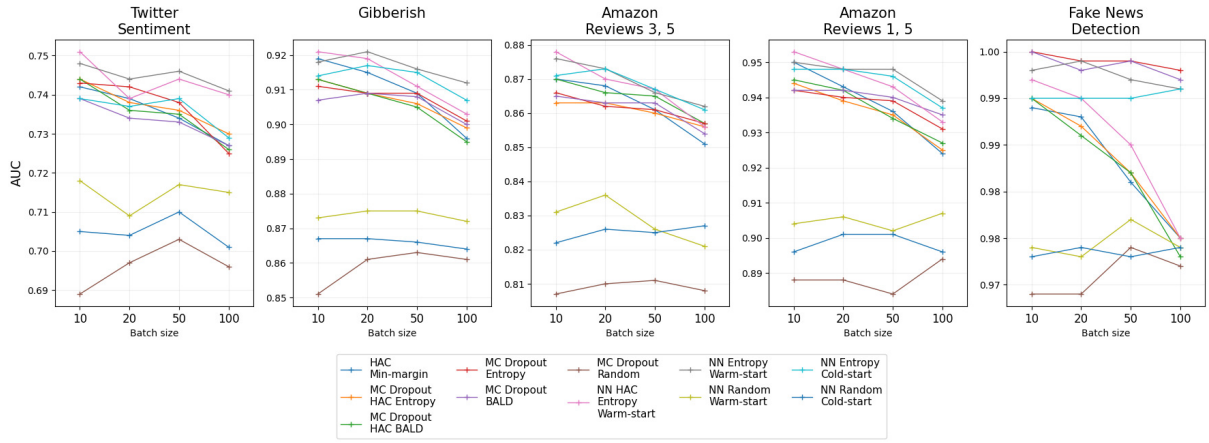 Twitter
Sentiment
Gibberish
Amazon
Reviews 3, 5
Amazon
Reviews 1, 5
Fake News
Detection
AUC
0.75
0.74
0.73
0.72
0.71
0.70
0.69
10 20 50 100
Batch size
0.92
0.91
0.90
0.89
0.88
0.87
0.86
0.85
10 20 50 100
Batch size
0.88
0.87
0.86
0.85
0.84
0.83
0.82
0.81
10 20 50 100
Batch size
0.95
0.94
0.93
0.92
0.91
0.90
0.89
10 20 50 100
Batch size
1.00
0.99
0.99
0.98
0.98
0.97
10 20 50 100
Batch size
HAC
Min-margin
MC Dropout
HAC Entropy
MC Dropout
HAC BALD
MC Dropout
Entropy
MC Dropout
BALD
MC Dropout
Random
NN HAC
Entropy
Warm-start
NN Entropy
Warm-start
NN Random
Warm-start
NN Entropy
Cold-start
NN Random
Cold-start